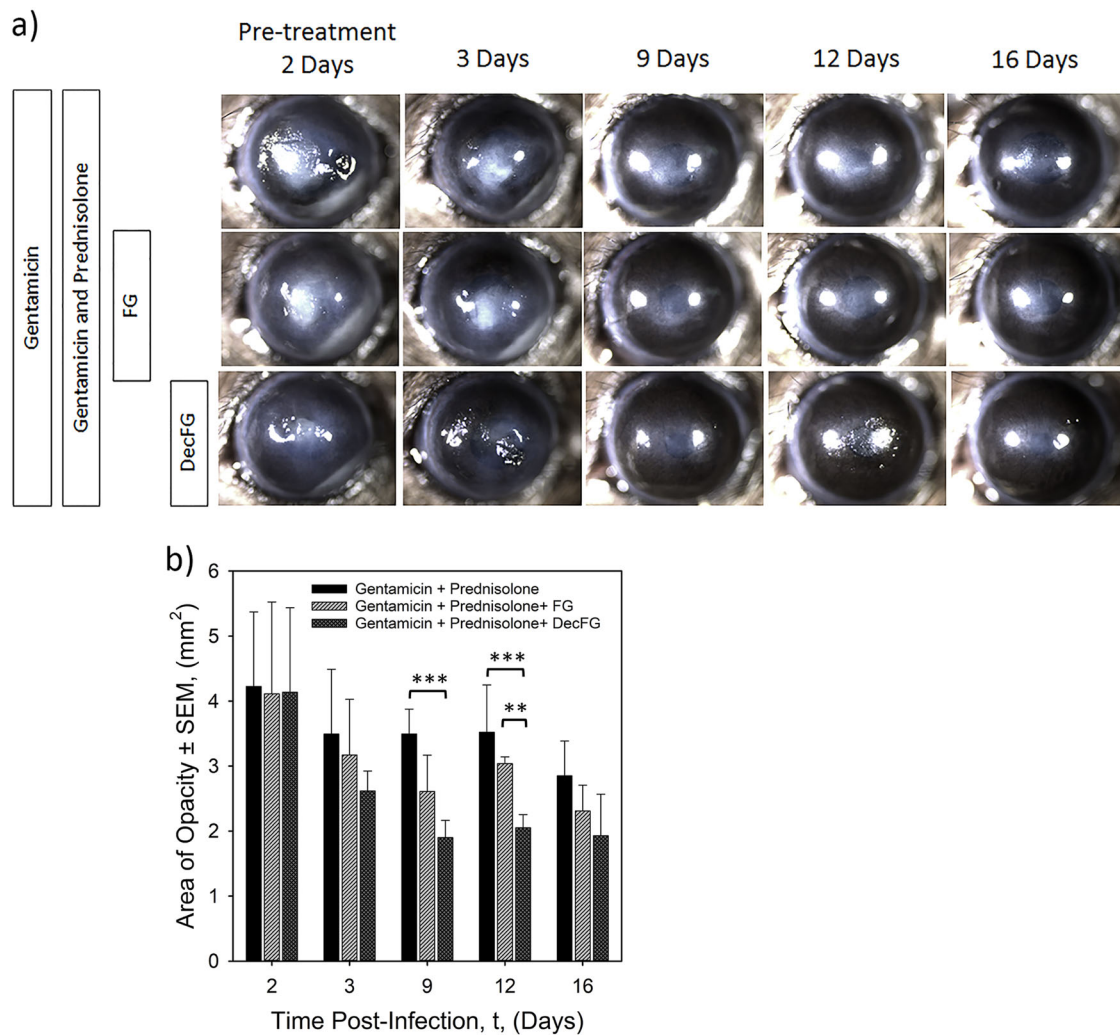 a)
Pre-treatment
2 Days
3 Days
9 Days
12 Days
16 Days
Gentamicin
Gentamicin and Prednisolone
FG
DecFG
b)
6
5
4
3
2
1
0
Area of Opacity ± SEM, (mm²)
Gentamicin + Prednisolone
Gentamicin + Prednisolone+ FG
Gentamicin + Prednisolone+ DecFG
***
***
**
2
3
9
12
16
Time Post-Infection, t, (Days)